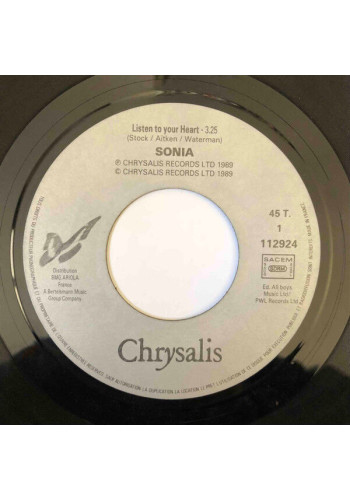 Listen to your Heart - 3.25
(Stock / Aitken / Waterman)
SONIA
℗ CHRYSALIS RECORDS LTD 1989
© CHRYSALIS RECORDS LTD 1989
45 T.
1
112924
SACEM
Distribution
BMG ARIOLA
France
A Bertelsmann Music
Group Company
Ed. All boys
Music Ltd/
PWL Records Ltd
Chrysalis